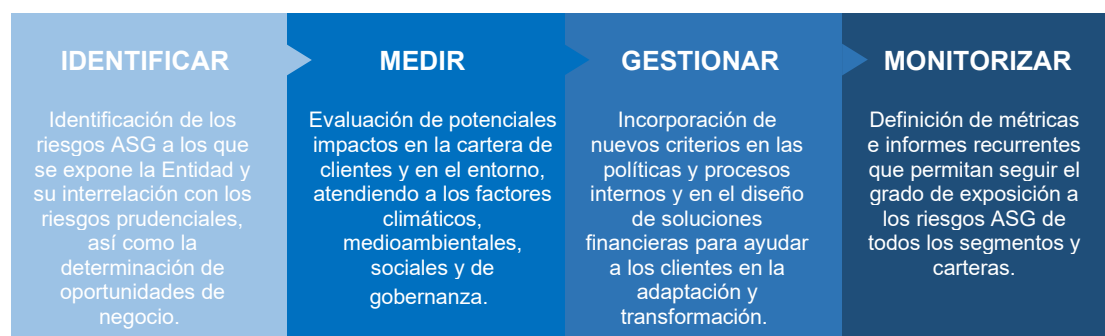 IDENTIFICAR
Identificación de los
riesgos ASG a los que
se expone la Entidad y
su interrelación con los
riesgos prudenciales,
así como la
determinación de
oportunidades de
negocio.
MEDIR
Evaluación de potenciales
impactos en la cartera de
clientes y en el entorno,
atendiendo a los factores
climáticos,
medioambientales,
sociales y de
gobernanza.
GESTIONAR
Incorporación de
nuevos criterios en las
políticas y procesos
internos y en el diseño
de soluciones
financieras para ayudar
a los clientes en la
adaptación y
transformación.
MONITORIZAR
Definición de métricas
e informes recurrentes
que permitan seguir el
grado de exposición a
los riesgos ASG de
todos los segmentos y
carteras.